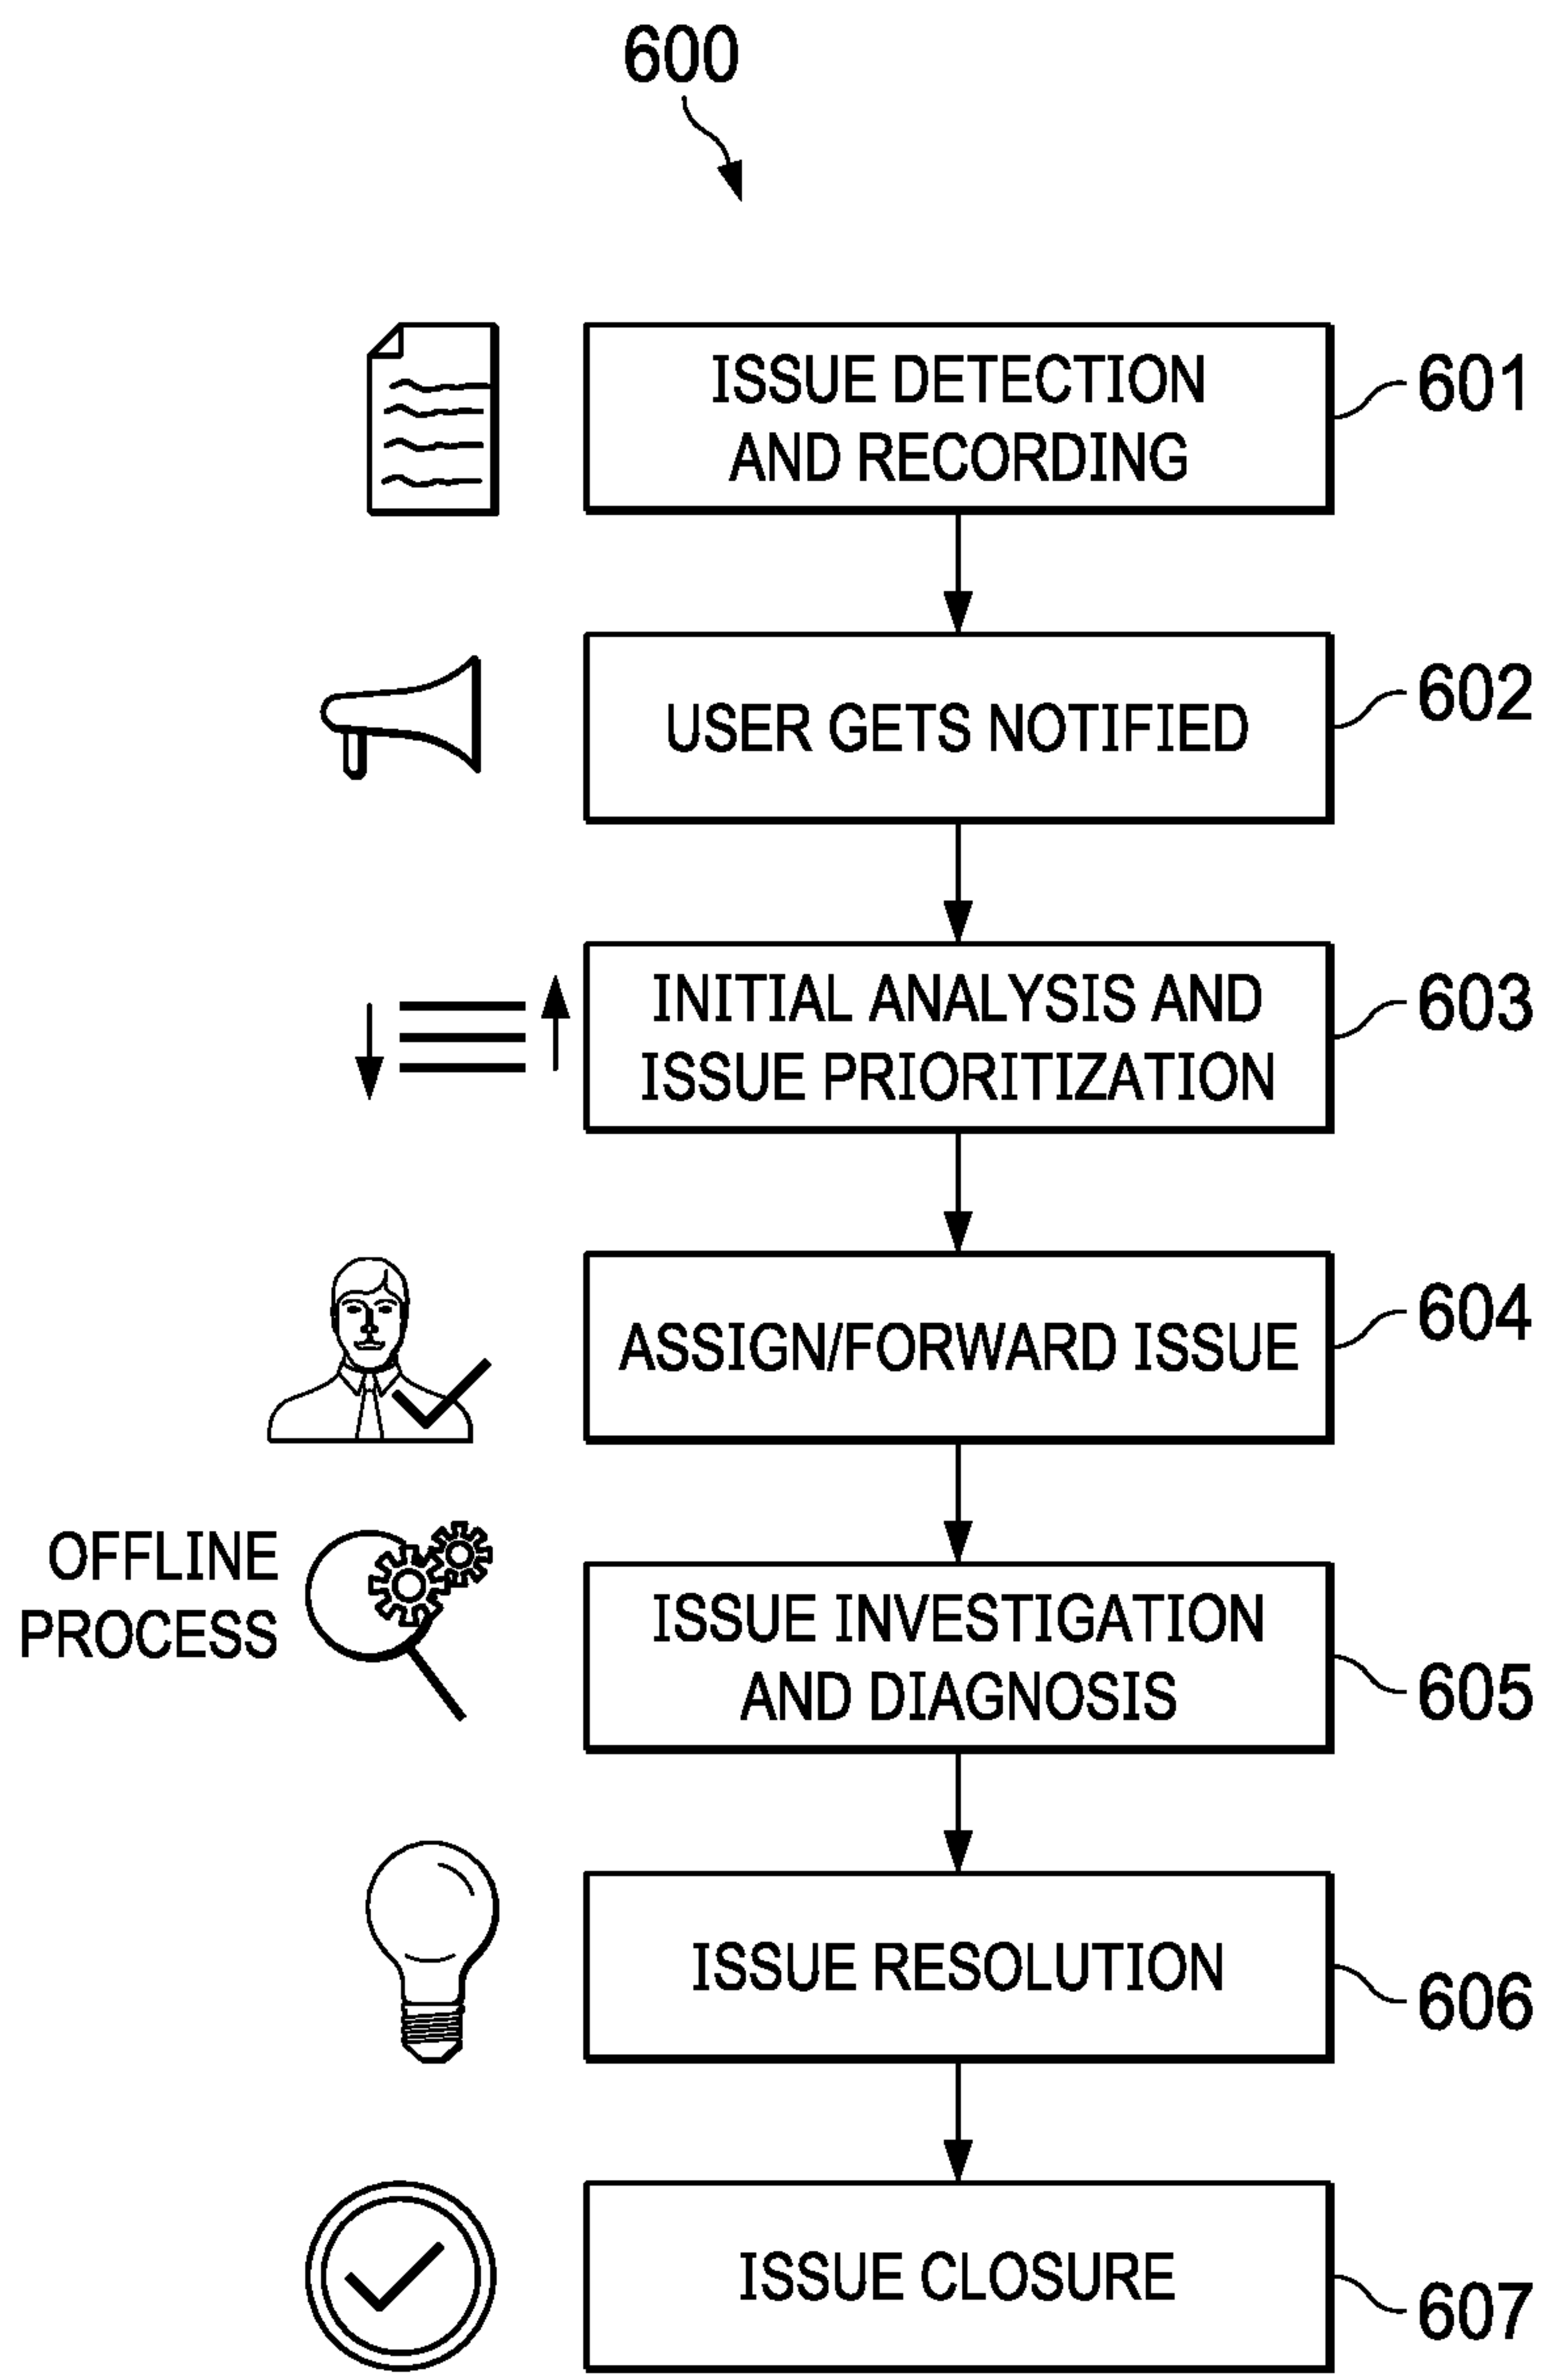 600
ISSUE DETECTION
AND RECORDING
601
USER GETS NOTIFIED
602
INITIAL ANALYSIS AND
ISSUE PRIORITIZATION
603
ASSIGN/FORWARD ISSUE
604
OFFLINE
PROCESS
ISSUE INVESTIGATION
AND DIAGNOSIS
605
ISSUE RESOLUTION
606
ISSUE CLOSURE
607